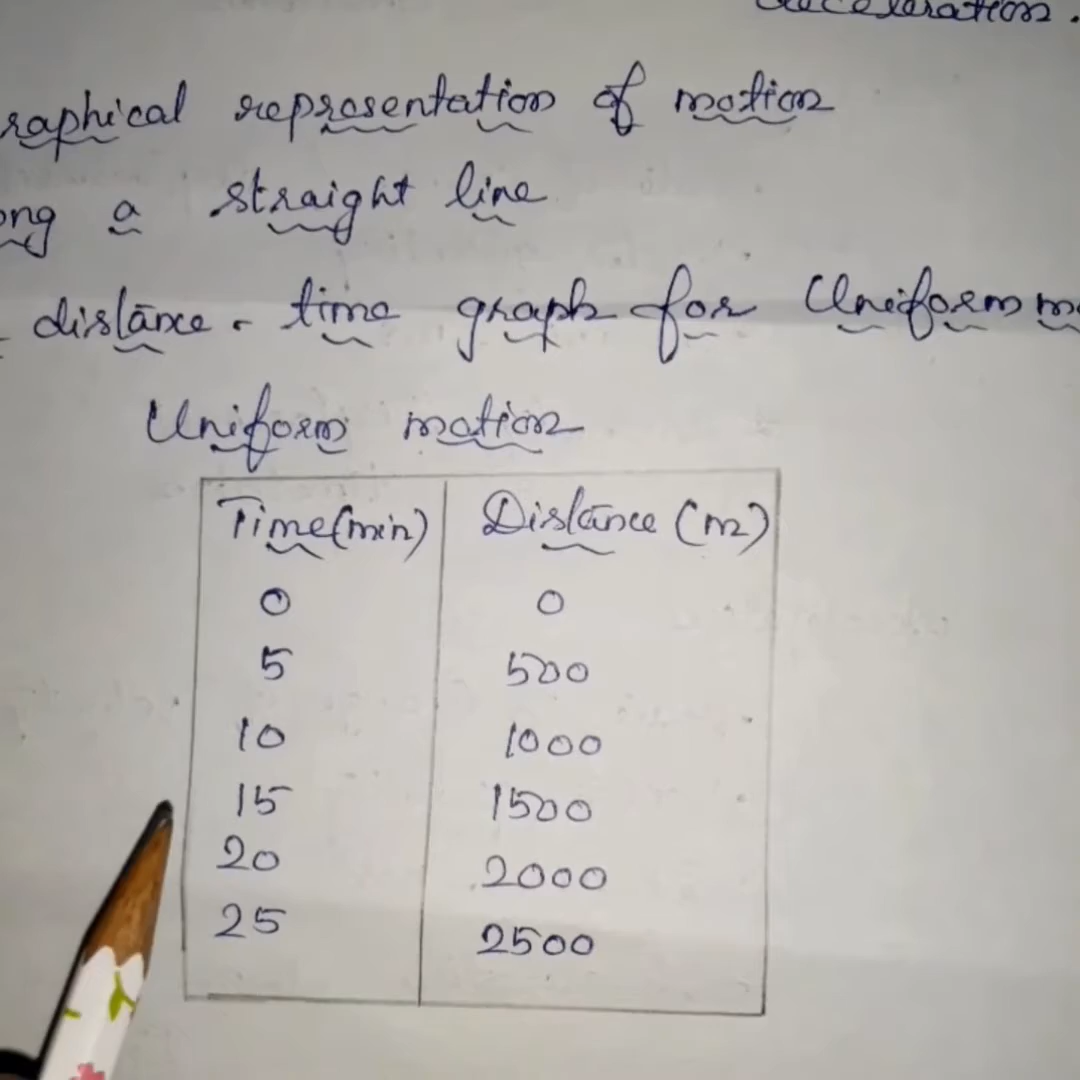 raphical representation of motion
ong a straight line
distance - time graph for Uniform m
Uniform motion
Time(min) Distance (m)
0 0
5 500
10 1000
15 1500
20 2000
25 2500